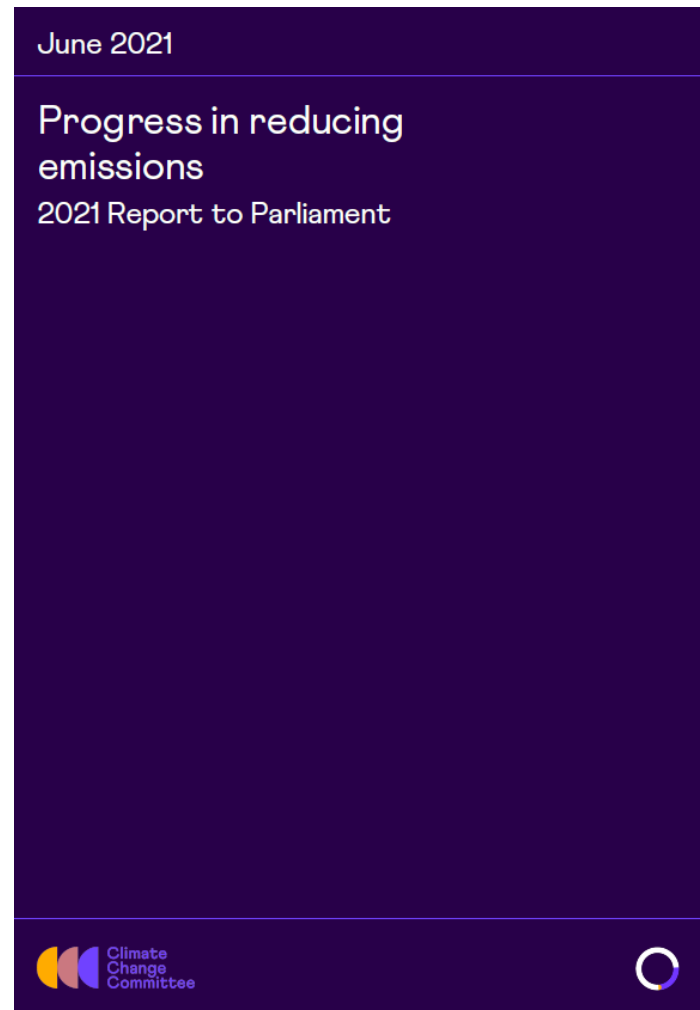 June 2021
Progress in reducing
emissions
2021 Report to Parliament
Climate
Change
Committee